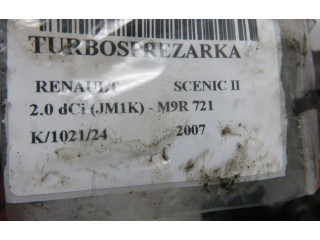 TURBOSPREZARKA
RENAULT SCENIC II
2.0 dCi (JM1K) - M9R 721
K/1021/24 2007